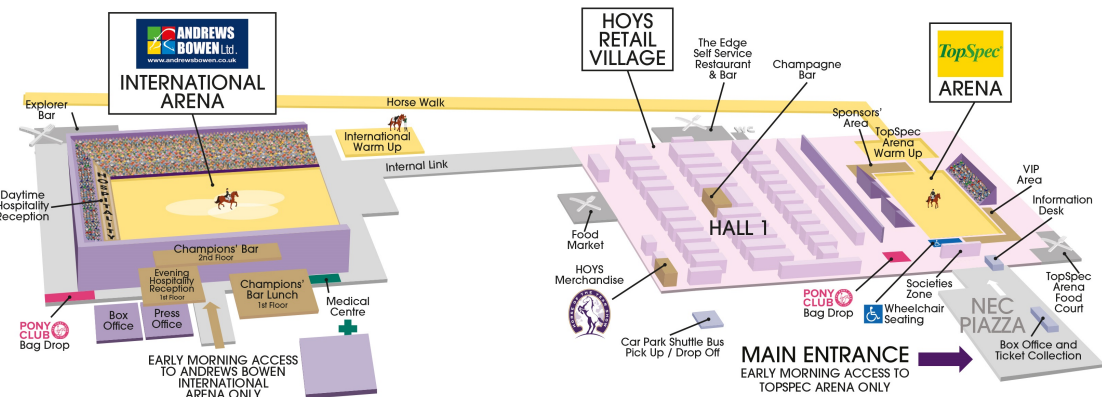 ANDREWS
BOWEN Ltd.
www.andrewsbowen.co.uk
INTERNATIONAL
ARENA
HOYS
RETAIL
VILLAGE
The Edge
Self Service
Restaurant
& Bar
Champagne
Bar
TopSpec
ARENA
Explorer
Bar
Horse Walk
International
Warm Up
Internal Link
Sponsors'
Area
TopSpec
Arena
Warm Up
VIP
Area
Information
Desk
Daytime
Hospitality
Reception
HOSPITALITY
Food
Market
HALL 1
Champions' Bar
2nd Floor
Evening
Hospitality
Reception
1st Floor
Champions'
Bar Lunch
1st Floor
Medical
Centre
HOYS
Merchandise
PONY
CLUB
Bag Drop
Box
Office
Press
Office
EARLY MORNING ACCESS
TO ANDREWS BOWEN
INTERNATIONAL
ARENA ONLY
Car Park Shuttle Bus
Pick Up / Drop Off
PONY
CLUB
Bag Drop
Wheelchair
Seating
Societies
Zone
NEC
PIAZZA
TopSpec
Arena
Food
Court
Box Office and
Ticket Collection
MAIN ENTRANCE
EARLY MORNING ACCESS TO
TOPSPEC ARENA ONLY